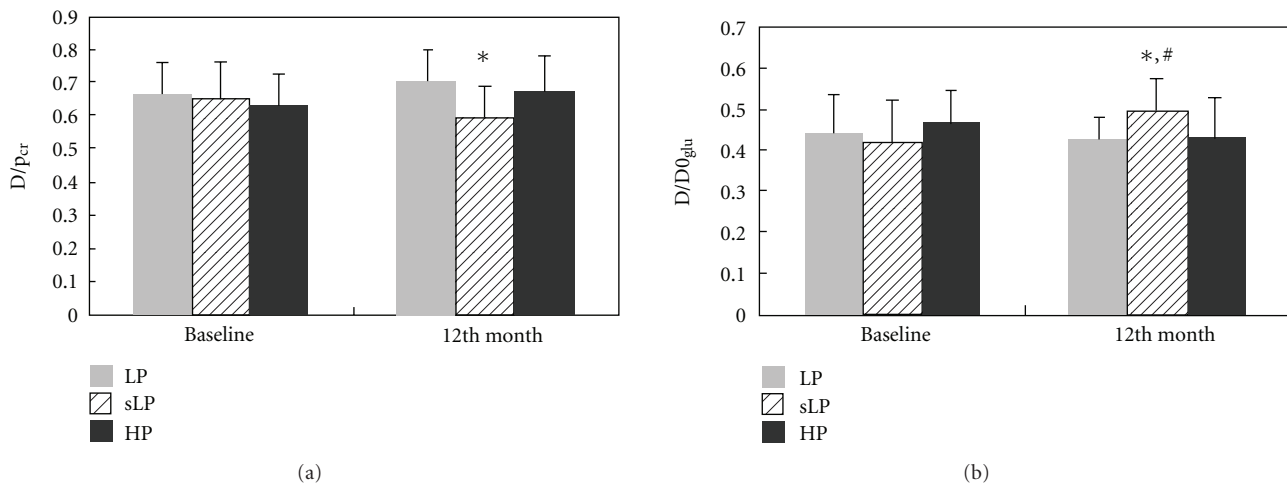 0.9
0.8
0.7
0.6
0.5
0.4
0.3
0.2
0.1
0
D/pcr
*
Baseline 12th month
LP
sLP
HP
(a)
0.7
0.6
0.5
0.4
0.3
0.2
0.1
0
D/D0glu
*, #
Baseline 12th month
LP
sLP
HP
(b)